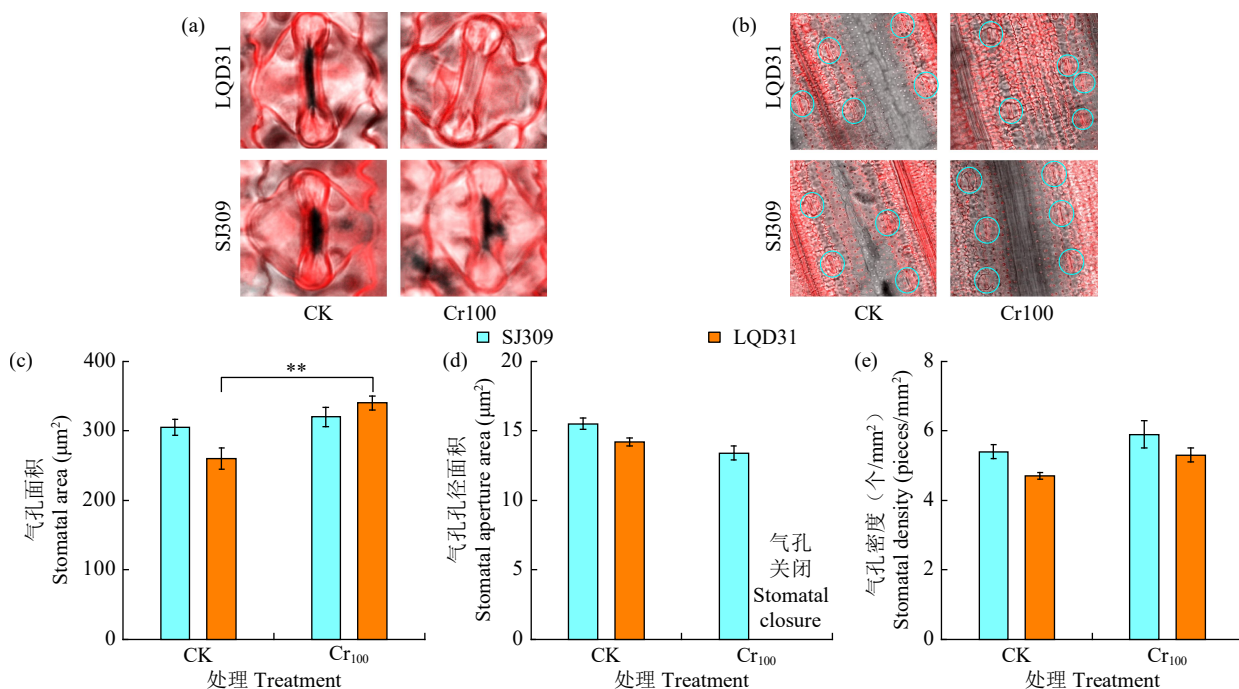 (a)
LQD31
SJ309
CK
Cr100
(b)
LQD31
SJ309
CK
Cr100
SJ309
LQD31
(c)
气孔面积
Stomatal area (μm²)
400
300
200
100
0
**
CK
Cr₁₀₀
处理 Treatment
(d)
气孔孔径面积
Stomatal aperture area (μm²)
20
15
10
5
0
气孔
关闭
Stomatal
closure
CK
Cr₁₀₀
处理 Treatment
(e)
气孔密度（个/mm²）
Stomatal density (pieces/mm²)
8
6
4
2
0
CK
Cr₁₀₀
处理 Treatment